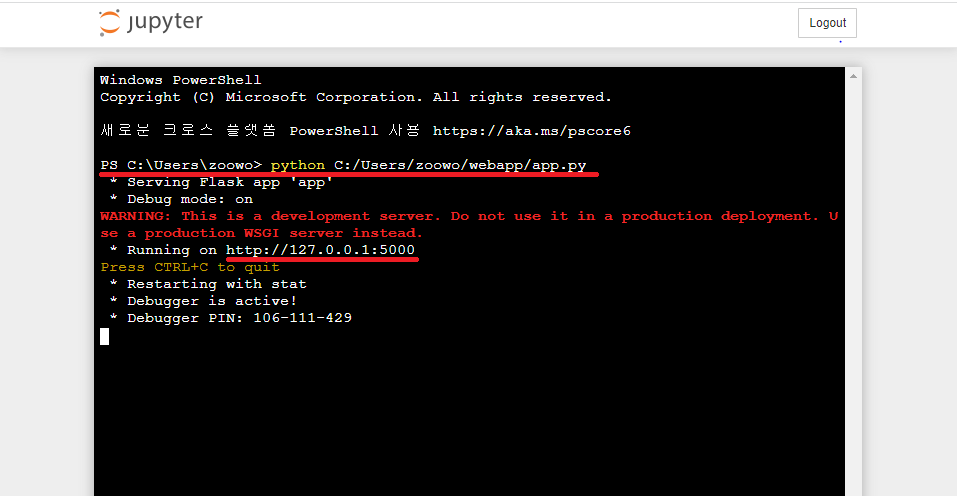 jupyter
Logout
Windows PowerShell
Copyright (C) Microsoft Corporation. All rights reserved.
새로운 크로스 플랫폼 PowerShell 사용 https://aka.ms/pscore6
PS C:\Users\zoowo> python C:/Users/zoowo/webapp/app.py
* Serving Flask app 'app'
* Debug mode: on
WARNING: This is a development server. Do not use it in a production deployment. U
se a production WSGI server instead.
* Running on http://127.0.0.1:5000
Press CTRL+C to quit
* Restarting with stat
* Debugger is active!
* Debugger PIN: 106-111-429